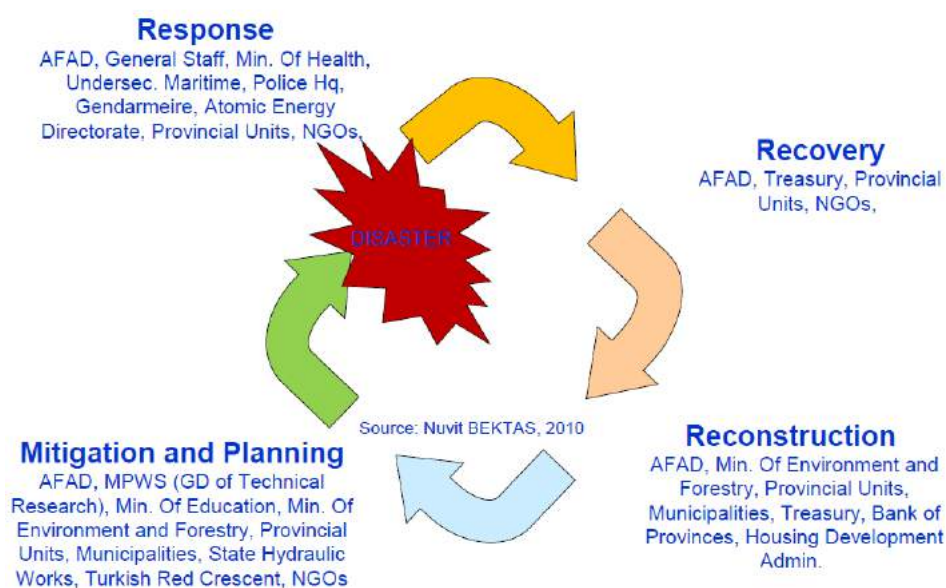 Response
AFAD, General Staff, Min. Of Health,
Undersec. Maritime, Police Hq,
Gendarmeire, Atomic Energy
Directorate, Provincial Units, NGOs,
Recovery
AFAD, Treasury, Provincial
Units, NGOs,
DISASTER
Source: Nuvit BEKTAS, 2010
Mitigation and Planning
AFAD, MPWS (GD of Technical
Research), Min. Of Education, Min. Of
Environment and Forestry, Provincial
Units, Municipalities, State Hydraulic
Works, Turkish Red Crescent, NGOs
Reconstruction
AFAD, Min. Of Environment and
Forestry, Provincial Units,
Municipalities, Treasury, Bank of
Provinces, Housing Development
Admin.